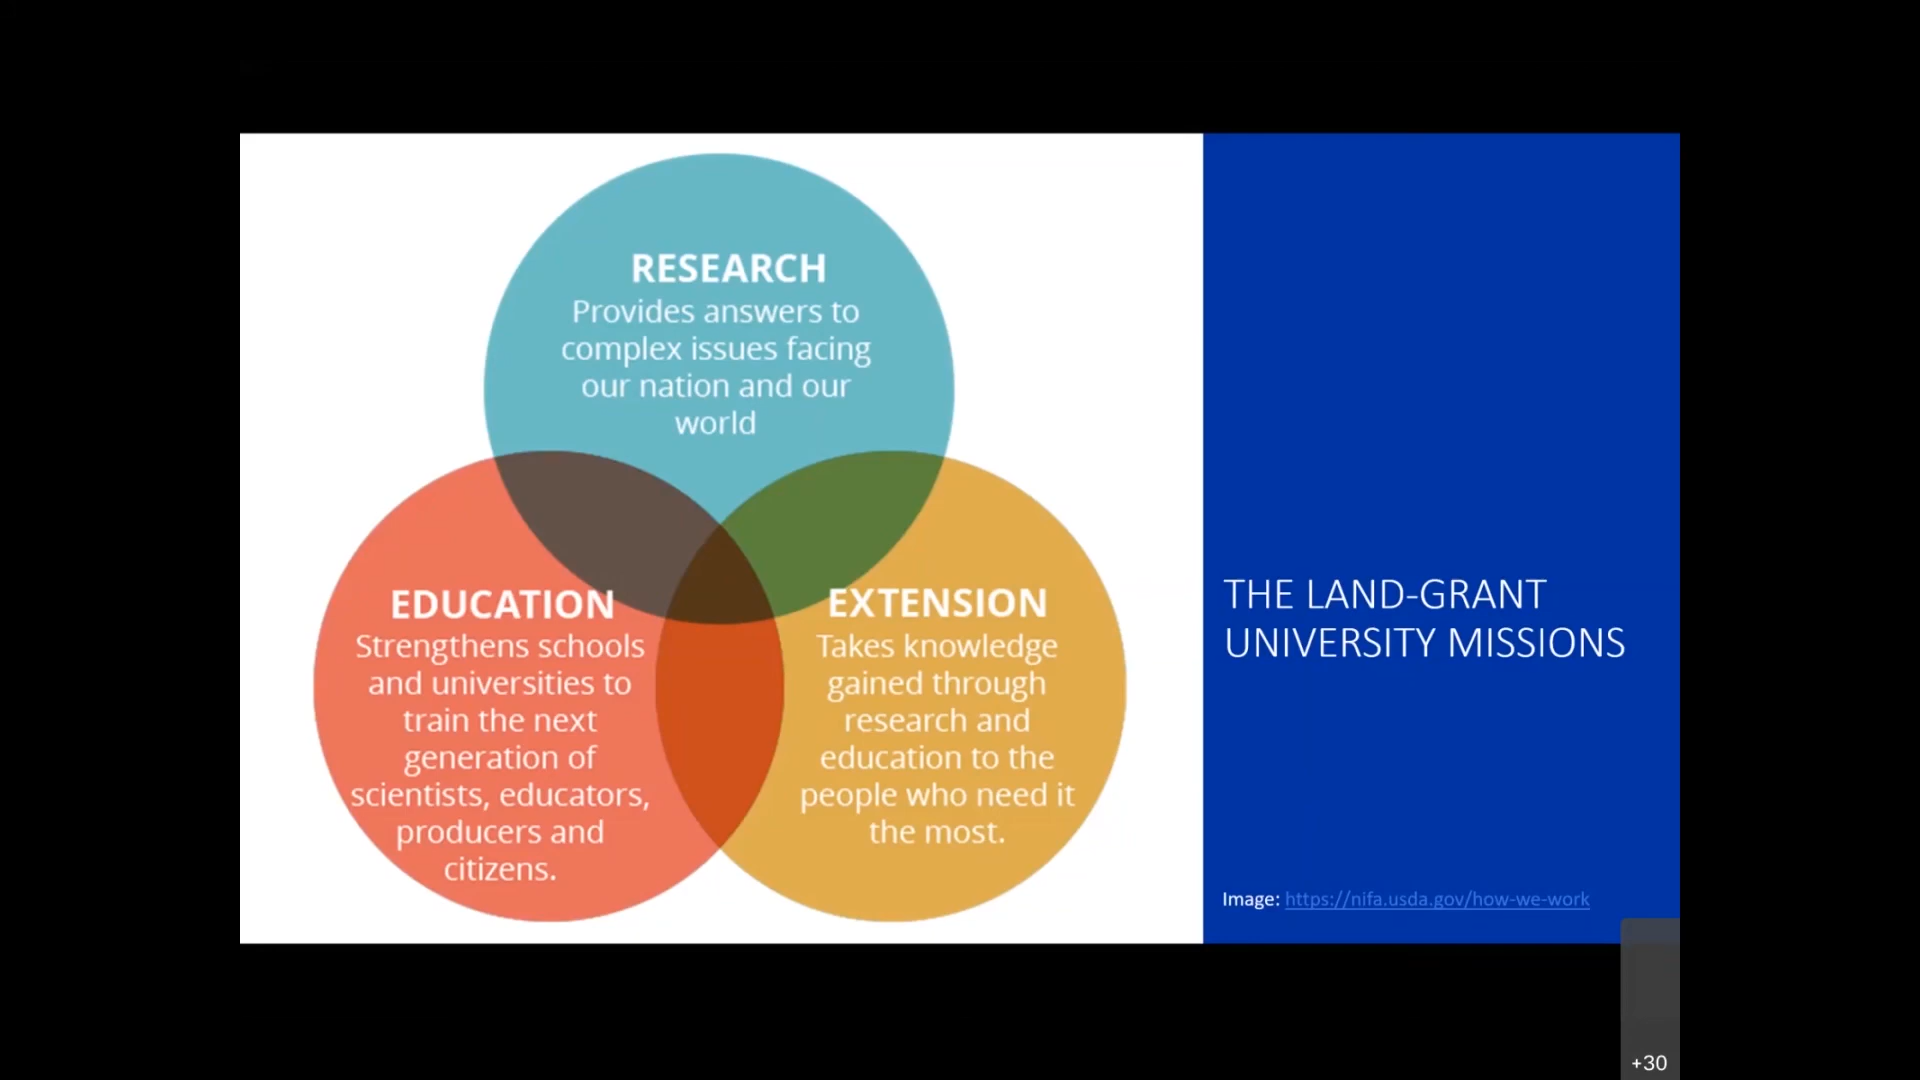 RESEARCH
Provides answers to
complex issues facing
our nation and our
world
EDUCATION
Strengthens schools
and universities to
train the next
generation of
scientists, educators,
producers and
citizens.
EXTENSION
Takes knowledge
gained through
research and
education to the
people who need it
the most.
THE LAND-GRANT
UNIVERSITY MISSIONS
Image: https://nifa.usda.gov/how-we-work
+30